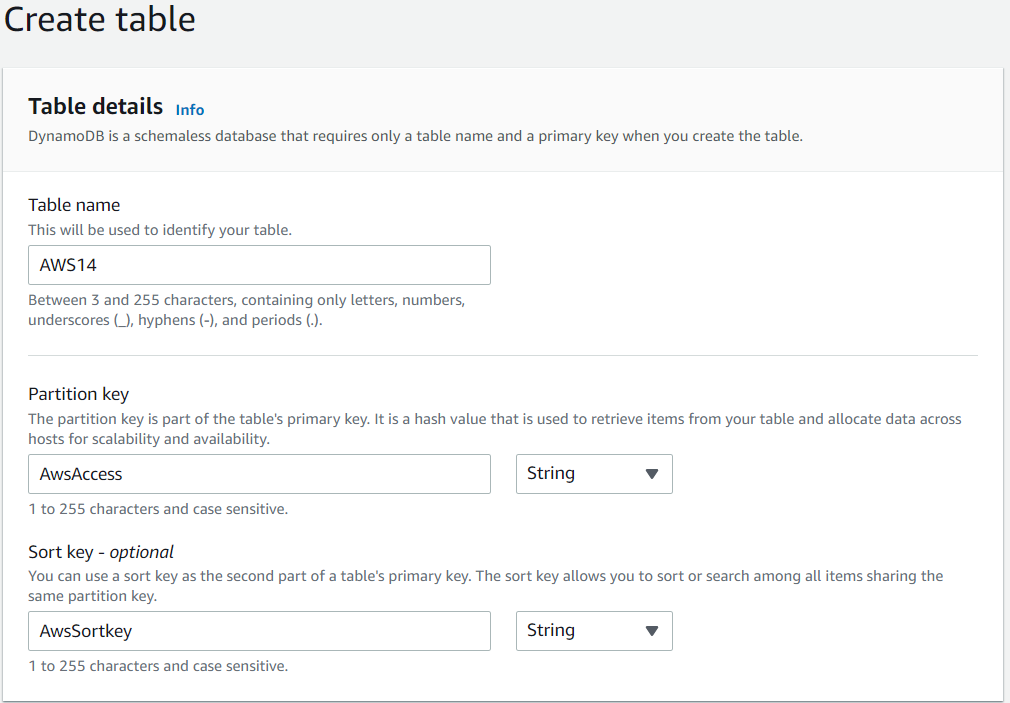 Create table
Table details Info
DynamoDB is a schemaless database that requires only a table name and a primary key when you create the table.
Table name
This will be used to identify your table.
AWS14
Between 3 and 255 characters, containing only letters, numbers,
underscores (_), hyphens (-), and periods (.).
Partition key
The partition key is part of the table's primary key. It is a hash value that is used to retrieve items from your table and allocate data across
hosts for scalability and availability.
AwsAccess String
1 to 255 characters and case sensitive.
Sort key - optional
You can use a sort key as the second part of a table's primary key. The sort key allows you to sort or search among all items sharing the
same partition key.
AwsSortkey String
1 to 255 characters and case sensitive.